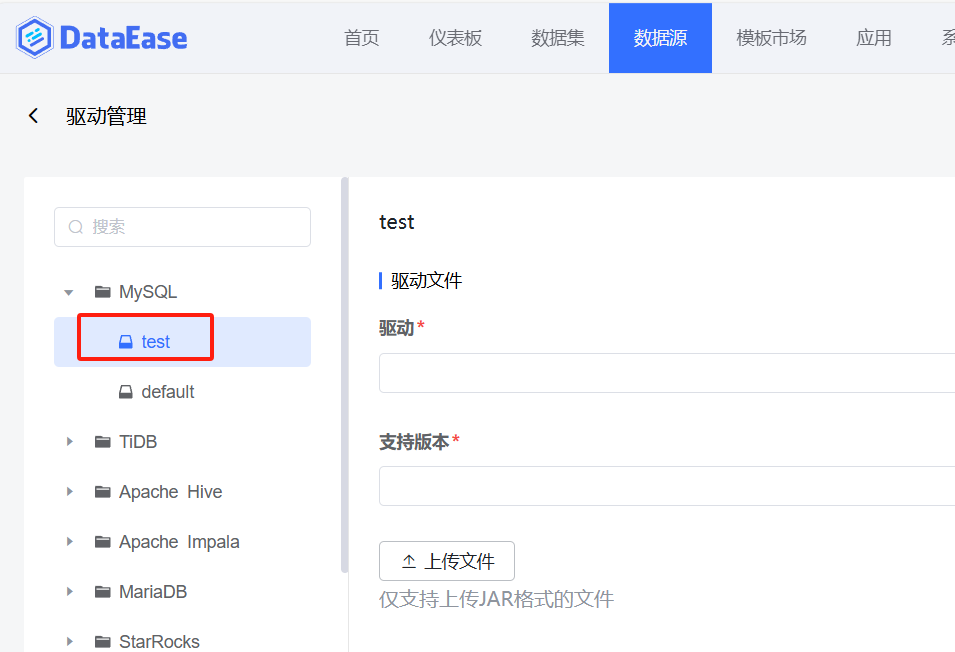 DataEase 首页 仪表板 数据集 数据源 模板市场 应用
驱动管理
搜索
MySQL
test
default
TiDB
Apache Hive
Apache Impala
MariaDB
StarRocks
test
驱动文件
驱动*
支持版本*
上传文件
仅支持上传JAR格式的文件